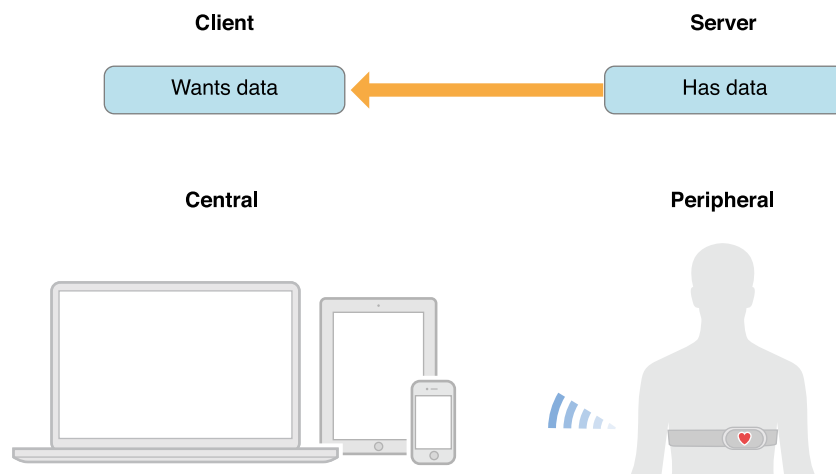 Client
Server
Wants data
Has data
Central
Peripheral